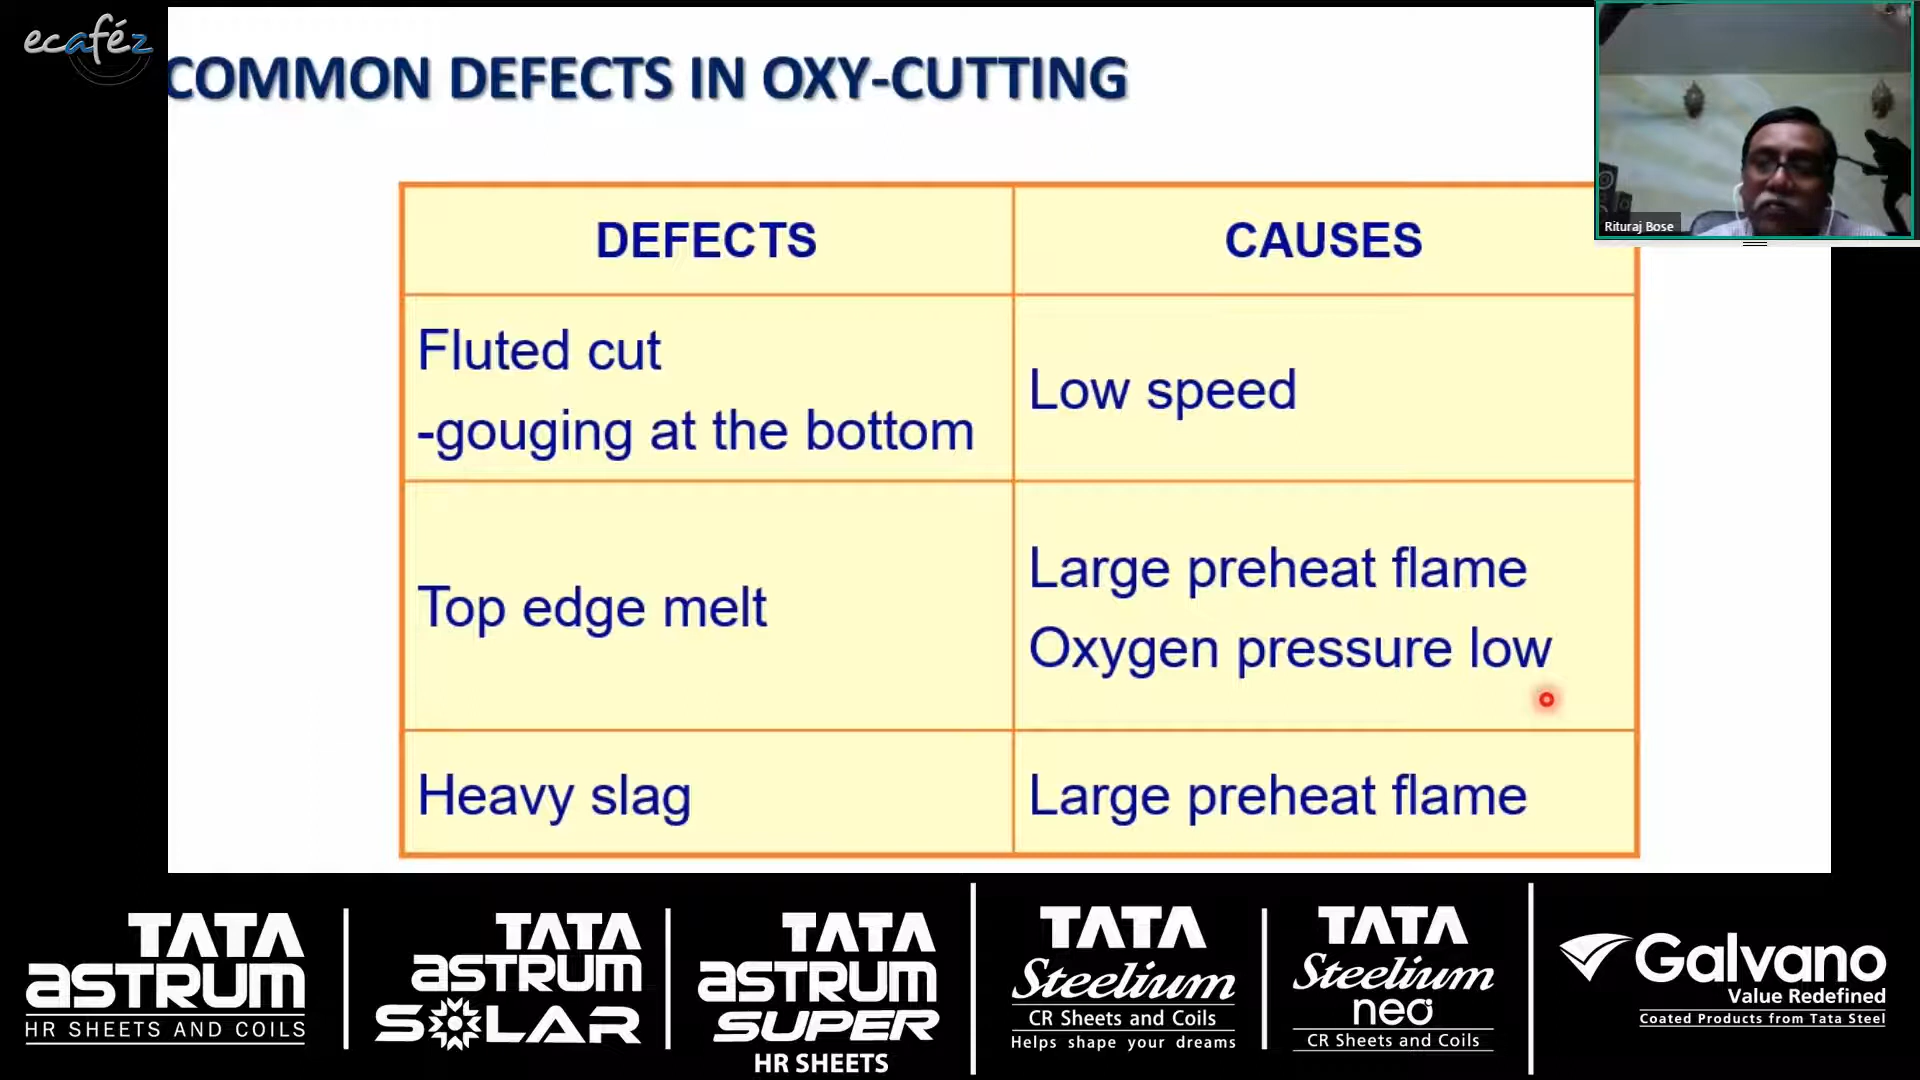 ecaféz
COMMON DEFECTS IN OXY-CUTTING
Rituraj Bose
DEFECTS
CAUSES
Fluted cut
-gouging at the bottom
Low speed
Top edge melt
Large preheat flame
Oxygen pressure low
Heavy slag
Large preheat flame
TATA
ASTRUM
HR SHEETS AND COILS
TATA
ASTRUM
SOLAR
TATA
ASTRUM
SUPER
HR SHEETS
TATA
Steelium
CR Sheets and Coils
Helps shape your dreams
TATA
Steelium
neo
CR Sheets and Coils
Galvano
Value Redefined
Coated Products from Tata Steel